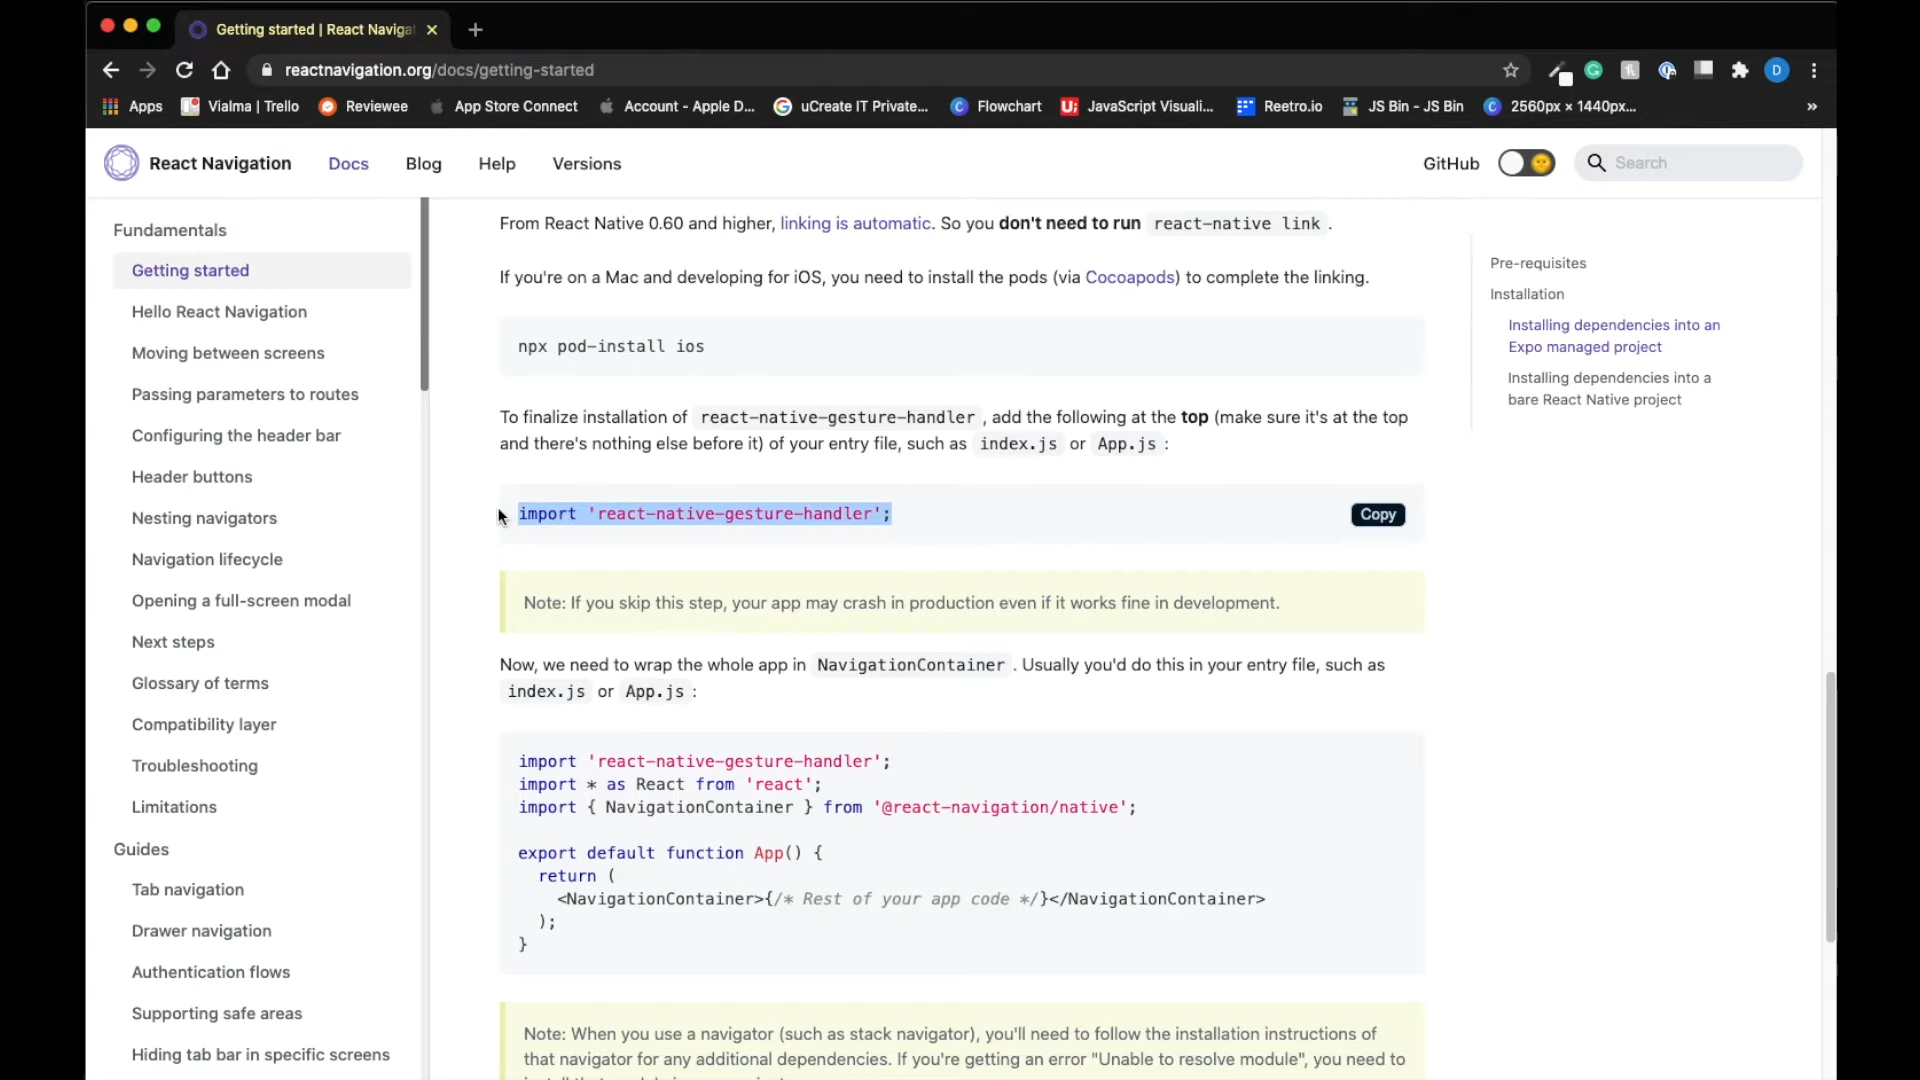 Getting started | React Naviga
reactnavigation.org/docs/getting-started
D
Apps
Vialma | Trello
Reviewee
App Store Connect
Account - Apple D...
uCreate IT Private...
Flowchart
JavaScript Visuali...
Reetro.io
JS Bin - JS Bin
2560px × 1440px...
»
React Navigation
Docs
Blog
Help
Versions
GitHub
Search
Fundamentals
Getting started
Hello React Navigation
Moving between screens
Passing parameters to routes
Configuring the header bar
Header buttons
Nesting navigators
Navigation lifecycle
Opening a full-screen modal
Next steps
Glossary of terms
Compatibility layer
Troubleshooting
Limitations
Guides
Tab navigation
Drawer navigation
Authentication flows
Supporting safe areas
Hiding tab bar in specific screens
From React Native 0.60 and higher, linking is automatic. So you don't need to run react-native link .
If you're on a Mac and developing for iOS, you need to install the pods (via Cocoapods) to complete the linking.
npx pod-install ios
To finalize installation of react-native-gesture-handler , add the following at the top (make sure it's at the top
and there's nothing else before it) of your entry file, such as index.js or App.js :
import 'react-native-gesture-handler';
Copy
Note: If you skip this step, your app may crash in production even if it works fine in development.
Now, we need to wrap the whole app in NavigationContainer . Usually you'd do this in your entry file, such as
index.js or App.js :
import 'react-native-gesture-handler';
import * as React from 'react';
import { NavigationContainer } from '@react-navigation/native';
export default function App() {
return (
<NavigationContainer>{/* Rest of your app code */}</NavigationContainer>
);
}
Note: When you use a navigator (such as stack navigator), you'll need to follow the installation instructions of
that navigator for any additional dependencies. If you're getting an error "Unable to resolve module", you need to
Pre-requisites
Installation
Installing dependencies into an
Expo managed project
Installing dependencies into a
bare React Native project